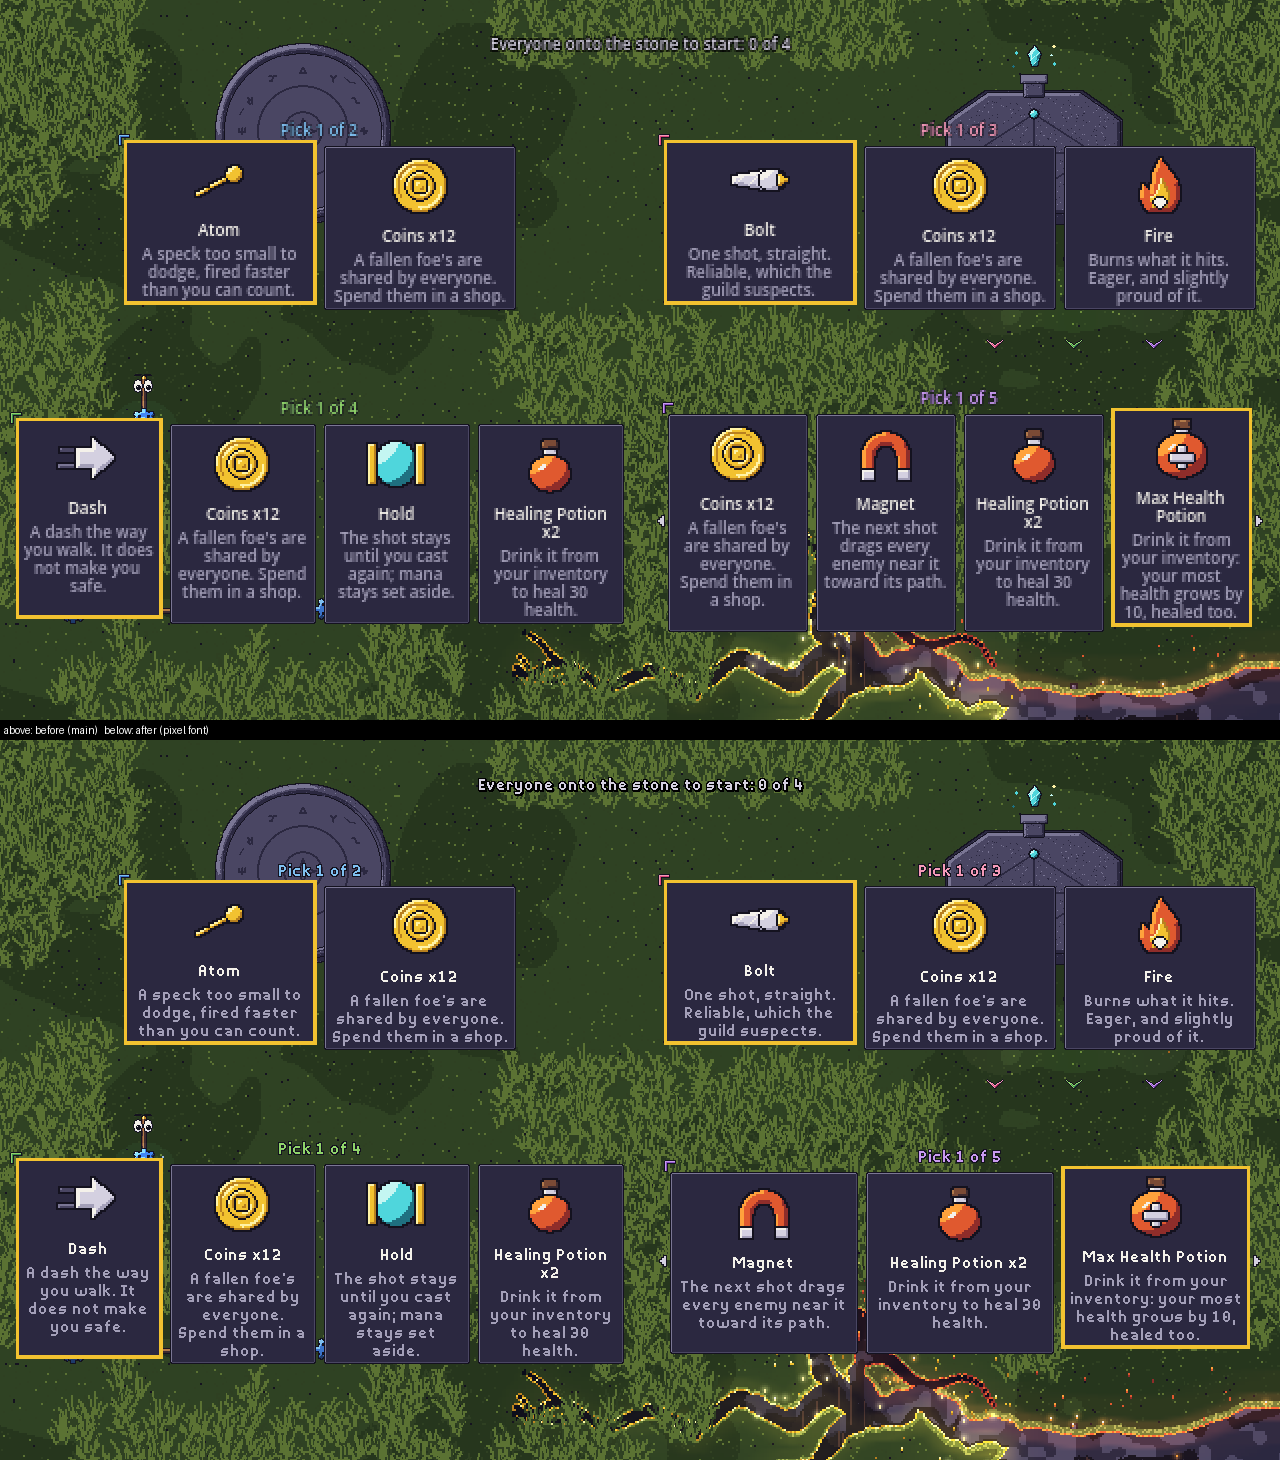 Everyone onto the stone to start: 0 of 4
Pick 1 of 2
Atom
A speck too small to
dodge, fired faster
than you can count.
Coins x12
A fallen foe's are
shared by everyone.
Spend them in a shop.
Pick 1 of 3
Bolt
One shot, straight.
Reliable, which the
guild suspects.
Coins x12
A fallen foe's are
shared by everyone.
Spend them in a shop.
Fire
Burns what it hits.
Eager, and slightly
proud of it.
Pick 1 of 4
Dash
A dash the way
you walk. It does
not make you
safe.
Coins x12
A fallen foe's are
shared by
everyone. Spend
them in a shop.
Hold
The shot stays
until you cast
again; mana
stays set aside.
Healing Potion
x2
Drink it from
your inventory
to heal 30
health.
Pick 1 of 5
Coins x12
A fallen foe's
are shared by
everyone.
Spend them in
a shop.
Magnet
The next shot
drags every
enemy near it
toward its path.
Healing Potion
x2
Drink it from
your inventory
to heal 30
health.
Max Health
Potion
Drink it from
your inventory:
your most
health grows by
10, healed too.
above: before (main) below: after (pixel font)
Everyone onto the stone to start: 0 of 4
Pick 1 of 2
Atom
A speck too small to
dodge, fired faster
than you can count.
Coins x12
A fallen foe's are
shared by everyone.
Spend them in a shop.
Pick 1 of 3
Bolt
One shot, straight.
Reliable, which the
guild suspects.
Coins x12
A fallen foe's are
shared by everyone.
Spend them in a shop.
Fire
Burns what it hits.
Eager, and slightly
proud of it.
Pick 1 of 4
Dash
A dash the way
you walk. It
does not make
you safe.
Coins x12
A fallen foe's
are shared by
everyone.
Spend them in a
shop.
Hold
The shot stays
until you cast
again; mana
stays set
aside.
Healing Potion
x2
Drink it from
your inventory
to heal 30
health.
Pick 1 of 5
Magnet
The next shot drags
every enemy near it
toward its path.
Healing Potion x2
Drink it from your
inventory to heal 30
health.
Max Health Potion
Drink it from your
inventory: your most
health grows by 10,
healed too.